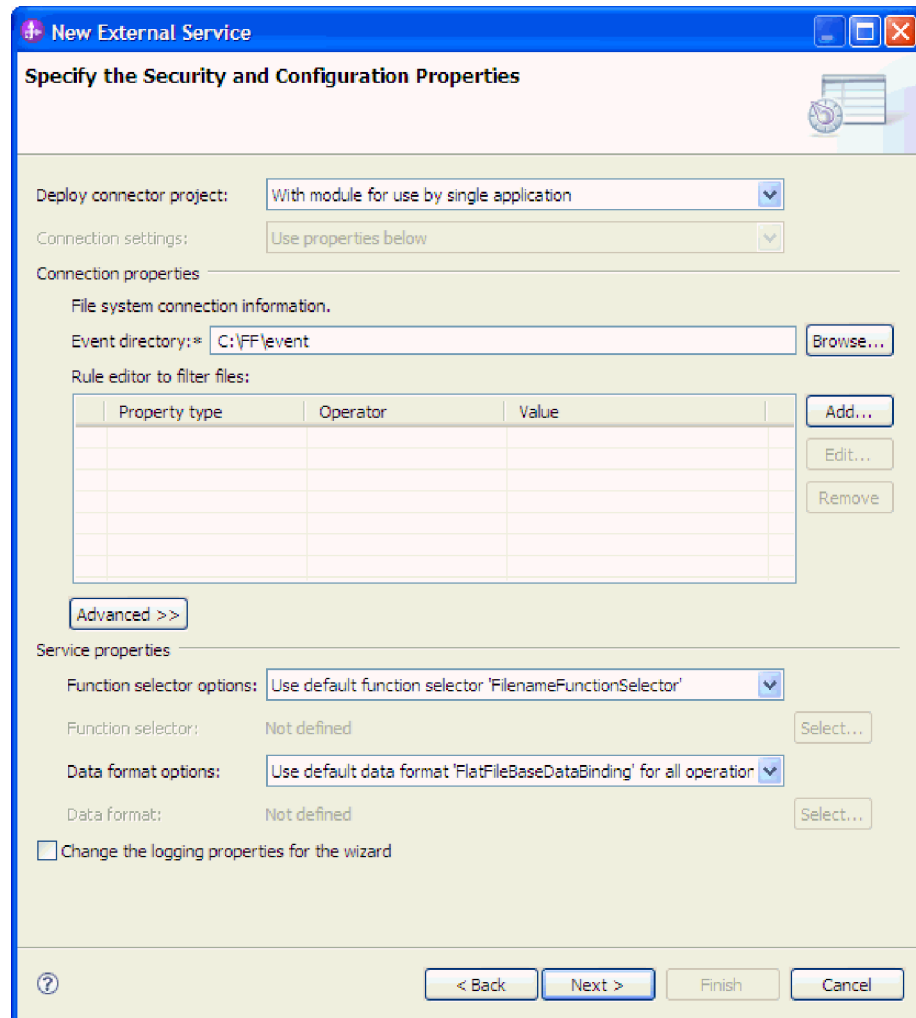 New External Service
Specify the Security and Configuration Properties
Deploy connector project: With module for use by single application
Connection settings: Use properties below
Connection properties
File system connection information.
Event directory:* C:\FF\event Browse...
Rule editor to filter files:
Property type Operator Value Add...
Edit...
Remove
Advanced >>
Service properties
Function selector options: Use default function selector 'FilenameFunctionSelector'
Function selector: Not defined Select...
Data format options: Use default data format 'FlatFileBaseDataBinding' for all operation
Data format: Not defined Select...
Change the logging properties for the wizard
? < Back Next > Finish Cancel